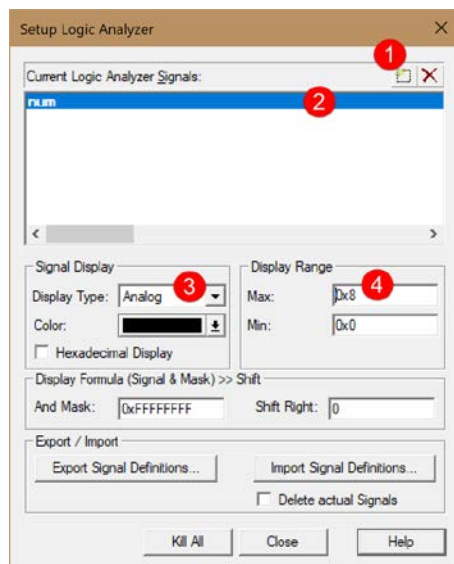 Setup Logic Analyzer
1
Current Logic Analyzer Signals:
num
2
Signal Display
Display Range
Display Type: Analog 3
Max: 0x8 4
Color:
Min: 0x0
Hexadecimal Display
Display Formula (Signal & Mask) >> Shift
And Mask: 0xFFFFFFFF Shift Right: 0
Export / Import
Export Signal Definitions... Import Signal Definitions...
Delete actual Signals
Kill All Close Help